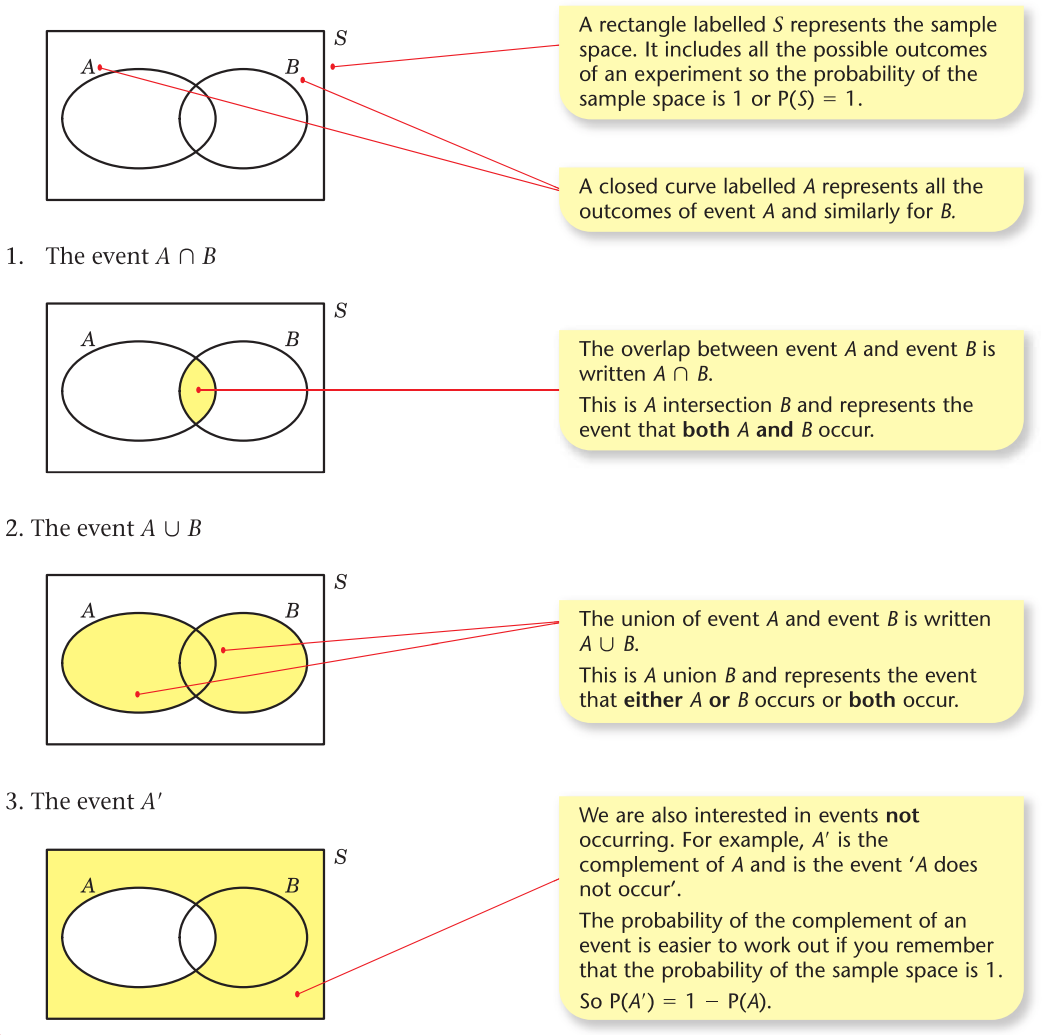 S
A
B
A rectangle labelled S represents the sample
space. It includes all the possible outcomes
of an experiment so the probability of the
sample space is 1 or P(S) = 1.
A closed curve labelled A represents all the
outcomes of event A and similarly for B.
1. The event A ∩ B
S
A
B
The overlap between event A and event B is
written A ∩ B.
This is A intersection B and represents the
event that both A and B occur.
2. The event A ∪ B
S
A
B
The union of event A and event B is written
A ∪ B.
This is A union B and represents the event
that either A or B occurs or both occur.
3. The event A′
S
A
B
We are also interested in events not
occurring. For example, A′ is the
complement of A and is the event ‘A does
not occur’.
The probability of the complement of an
event is easier to work out if you remember
that the probability of the sample space is 1.
So P(A′) = 1 − P(A).